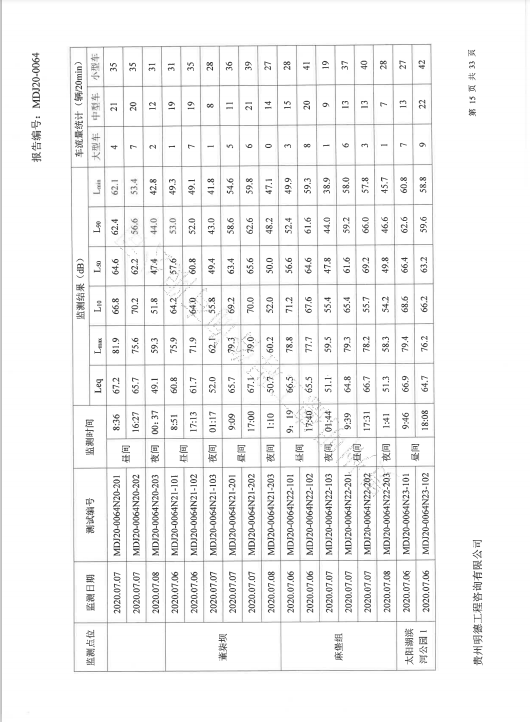 报告编号：MDJ20-0064
监测点位 监测日期 测试编号 监测时间 监测结果（dB） 车流量统计（辆/20min）
Leq Lmax L10 L50 L90 Lmin 大型车 中型车 小型车
董柴坝
2020.07.07 MDJ20-0064N20-201 昼间 8:36 67.2 81.9 66.8 64.6 62.4 62.1 4 21 35
2020.07.07 MDJ20-0064N20-202 16:27 65.7 75.6 70.2 62.2 56.6 53.4 7 20 35
2020.07.08 MDJ20-0064N20-203 夜间 00: 37 49.1 59.3 51.8 47.4 44.0 42.8 2 12 31
2020.07.06 MDJ20-0064N21-101 昼间 8:51 60.8 75.9 64.2 57.6 53.0 49.3 1 19 31
2020.07.06 MDJ20-0064N21-102 17:13 61.7 71.9 64.0 60.8 52.0 49.1 7 19 35
2020.07.07 MDJ20-0064N21-103 夜间 01:17 52.0 62.1 55.8 49.4 43.0 41.8 1 8 28
2020.07.07 MDJ20-0064N21-201 昼间 9:09 65.7 79.3 69.2 63.4 58.6 54.6 5 11 36
2020.07.07 MDJ20-0064N21-202 17:00 67.1 79.0 70.0 65.6 62.6 59.8 6 21 39
2020.07.08 MDJ20-0064N21-203 夜间 1:10 50.7 60.2 52.0 50.0 48.2 47.1 0 14 27
麻堡组
2020.07.06 MDJ20-0064N22-101 昼间 9：19 66.5 78.8 71.2 56.6 52.4 49.9 3 15 28
2020.07.06 MDJ20-0064N22-102 17:40 65.5 77.7 67.6 64.6 61.6 59.3 8 20 41
2020.07.07 MDJ20-0064N22-103 夜间 01;44 51.1 59.5 55.4 47.8 44.0 38.9 1 9 19
2020.07.07 MDJ20-0064N22-201 昼间 9:39 64.8 79.3 65.4 61.6 59.2 58.0 6 13 37
2020.07.07 MDJ20-0064N22-202 17:31 66.7 78.2 55.7 69.2 66.0 57.8 3 13 40
2020.07.08 MDJ20-0064N22-203 夜间 1:41 51.3 58.3 54.2 49.8 46.6 45.7 1 7 28
太阳湖滨
河公园 1
2020.07.06 MDJ20-0064N23-101 昼间 9:46 66.9 79.4 68.6 66.4 62.6 60.8 7 13 27
2020.07.06 MDJ20-0064N23-102 18:08 64.7 76.2 66.2 63.2 59.6 58.8 9 22 42
贵州明德工程咨询有限公司
第 15 页 共 33 页